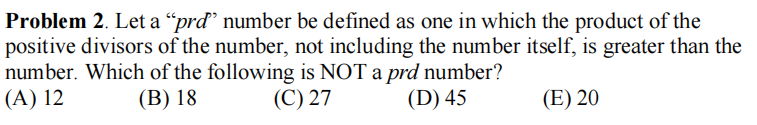 Problem 2. Let a “prd” number be defined as one in which the product of the
positive divisors of the number, not including the number itself, is greater than the
number. Which of the following is NOT a prd number?
(A) 12 (B) 18 (C) 27 (D) 45 (E) 20